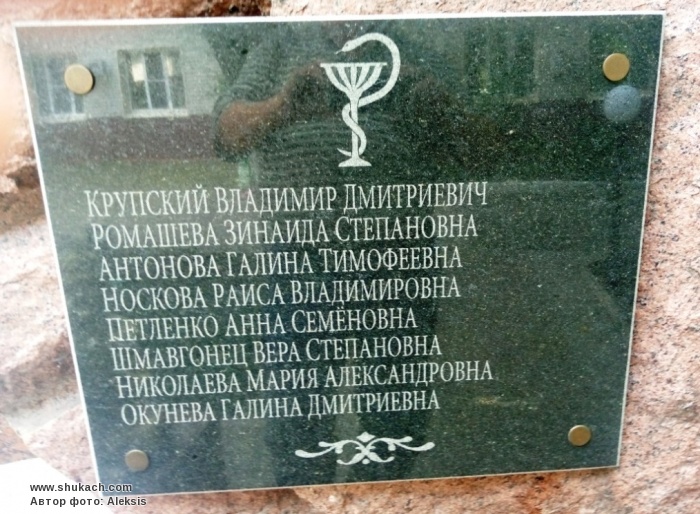 КРУПСКИЙ ВЛАДИМИР ДМИТРИЕВИЧ
РОМАШЕВА ЗИНАИДА СТЕПАНОВНА
АНТОНОВА ГАЛИНА ТИМОФЕЕВНА
НОСКОВА РАИСА ВЛАДИМИРОВНА
ПЕТЛЕНКО АННА СЕМЁНОВНА
ШМАВГОНЕЦ ВЕРА СТЕПАНОВНА
НИКОЛАЕВА МАРИЯ АЛЕКСАНДРОВНА
ОКУНЕВА ГАЛИНА ДМИТРИЕВНА
www.shukach.com
Автор фото: Aleksis